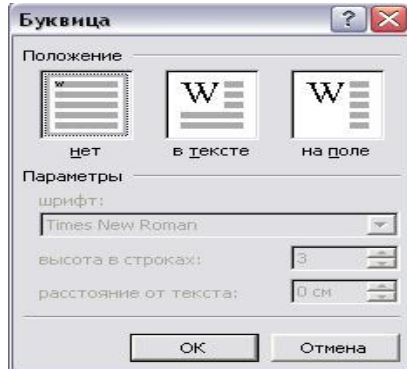 Буквица
Положение
W W W
нет в тексте на поле
Параметры
шрифт:
Times New Roman
высота в строках: 3
расстояние от текста: 0 см
ОК Отмена